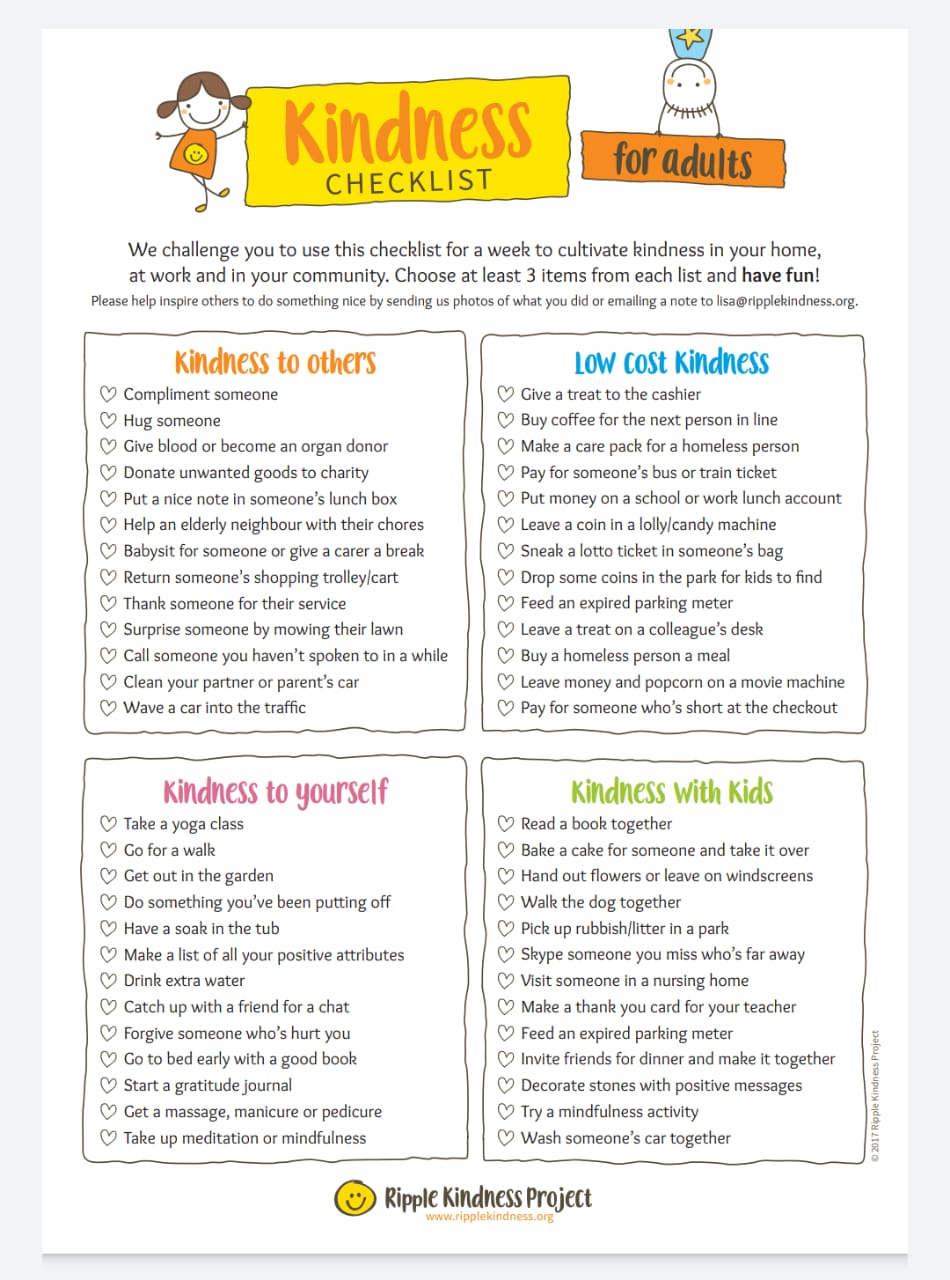 Kindness
CHECKLIST
for adults
We challenge you to use this checklist for a week to cultivate kindness in your home,
at work and in your community. Choose at least 3 items from each list and have fun!
Please help inspire others to do something nice by sending us photos of what you did or emailing a note to lisa@ripplekindness.org.
Kindness to others
Compliment someone
Hug someone
Give blood or become an organ donor
Donate unwanted goods to charity
Put a nice note in someone's lunch box
Help an elderly neighbour with their chores
Babysit for someone or give a carer a break
Return someone's shopping trolley/cart
Thank someone for their service
Surprise someone by mowing their lawn
Call someone you haven't spoken to in a while
Clean your partner or parent's car
Wave a car into the traffic
Low Cost Kindness
Give a treat to the cashier
Buy coffee for the next person in line
Make a care pack for a homeless person
Pay for someone's bus or train ticket
Put money on a school or work lunch account
Leave a coin in a lolly/candy machine
Sneak a lotto ticket in someone's bag
Drop some coins in the park for kids to find
Feed an expired parking meter
Leave a treat on a colleague's desk
Buy a homeless person a meal
Leave money and popcorn on a movie machine
Pay for someone who's short at the checkout
Kindness to yourself
Take a yoga class
Go for a walk
Get out in the garden
Do something you've been putting off
Have a soak in the tub
Make a list of all your positive attributes
Drink extra water
Catch up with a friend for a chat
Forgive someone who's hurt you
Go to bed early with a good book
Start a gratitude journal
Get a massage, manicure or pedicure
Take up meditation or mindfulness
Kindness with Kids
Read a book together
Bake a cake for someone and take it over
Hand out flowers or leave on windscreens
Walk the dog together
Pick up rubbish/litter in a park
Skype someone you miss who's far away
Visit someone in a nursing home
Make a thank you card for your teacher
Feed an expired parking meter
Invite friends for dinner and make it together
Decorate stones with positive messages
Try a mindfulness activity
Wash someone's car together
© 2017 Ripple Kindness Project
Ripple Kindness Project
www.ripplekindness.org